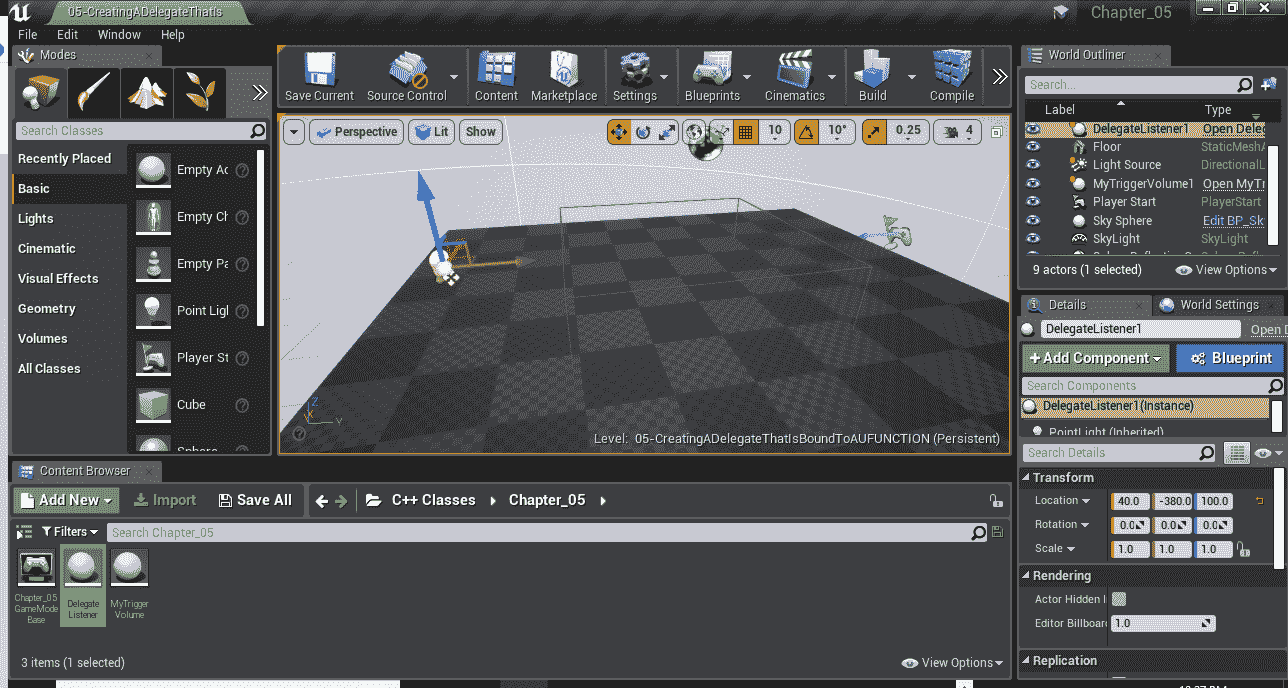 05-CreatingADelegateThatIs
Chapter_05
File Edit Window Help
Modes
Search Classes
Recently Placed
Basic
Lights
Cinematic
Visual Effects
Geometry
Volumes
All Classes
Empty Ac
Empty Ch
Empty Pa
Point Ligl
Player St
Cube
Sphere
Save Current
Source Control
Content
Marketplace
Settings
Blueprints
Cinematics
Build
Compile
Perspective Lit Show
10 10° 0.25 4
Z
Y
Level: 05-CreatingADelegateThatIsBoundToAUFUNCTION (Persistent)
World Outliner
Search...
Label Type
DelegateListener1 Open Deleg
Floor StaticMeshA
Light Source DirectionalL
MyTriggerVolume1 Open MyTr
Player Start PlayerStart
Sky Sphere Edit BP_Sk
SkyLight SkyLight
9 actors (1 selected) View Options
Details World Settings
DelegateListener1 Open D
+ Add Component Blueprint
Search Components
DelegateListener1(Instance)
PointLight (Inherited)
Search Details
Transform
Location 40.0 -380.0 100.0
Rotation 0.0 0.0 0.0
Scale 1.0 1.0 1.0
Rendering
Actor Hidden I
Editor Billboar 1.0
Replication
Content Browser
Add New Import Save All C++ Classes Chapter_05
Filters Search Chapter_05
Chapter_05
GameMode
Base
Delegate
Listener
MyTrigger
Volume
3 items (1 selected) View Options